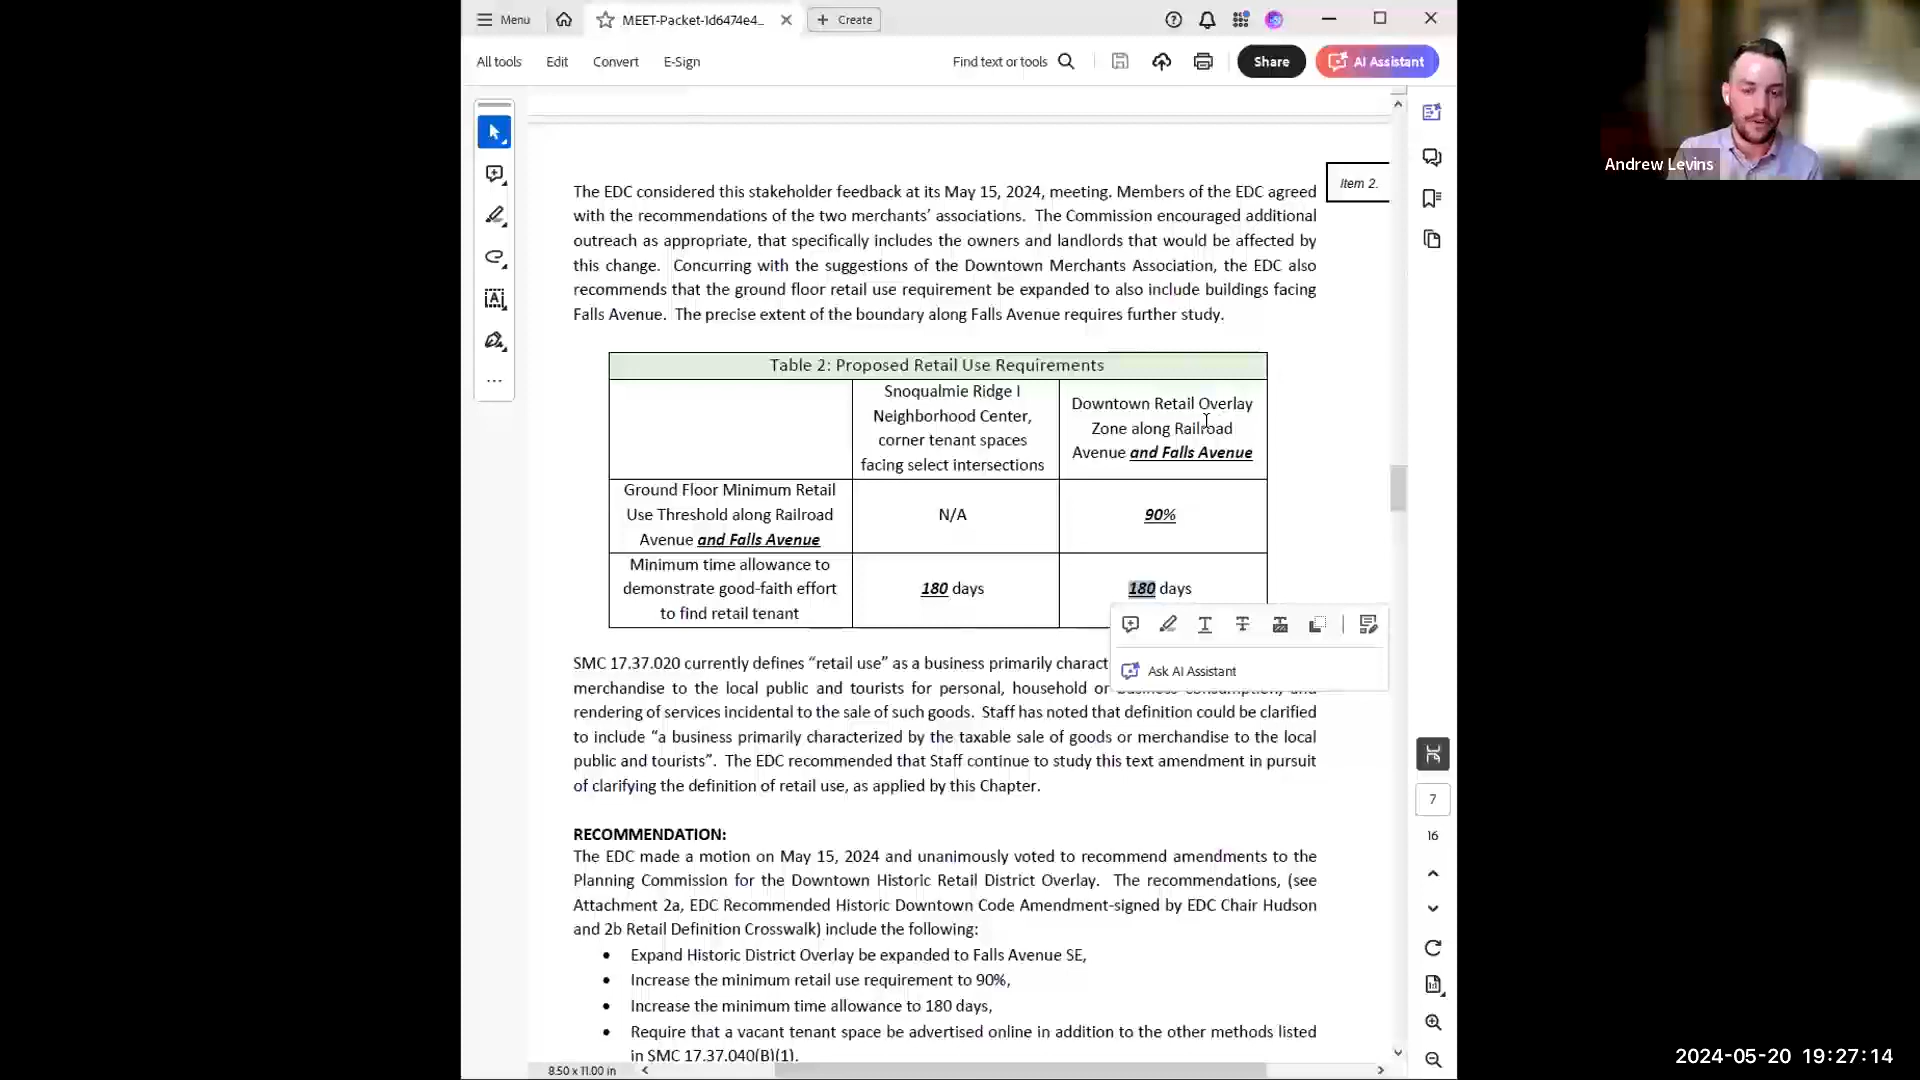 Menu
MEET-Packet-1d6474e4...
Create
All tools
Edit
Convert
E-Sign
Find text or tools
Share
AI Assistant
Andrew Levins
Item 2.
The EDC considered this stakeholder feedback at its May 15, 2024, meeting. Members of the EDC agreed
with the recommendations of the two merchants’ associations. The Commission encouraged additional
outreach as appropriate, that specifically includes the owners and landlords that would be affected by
this change. Concurring with the suggestions of the Downtown Merchants Association, the EDC also
recommends that the ground floor retail use requirement be expanded to also include buildings facing
Falls Avenue. The precise extent of the boundary along Falls Avenue requires further study.
Table 2: Proposed Retail Use Requirements
Snoqualmie Ridge I
Neighborhood Center,
corner tenant spaces
facing select intersections
Downtown Retail Overlay
Zone along Railroad
Avenue and Falls Avenue
Ground Floor Minimum Retail
Use Threshold along Railroad
Avenue and Falls Avenue
N/A
90%
Minimum time allowance to
demonstrate good-faith effort
to find retail tenant
180 days
180 days
Ask AI Assistant
SMC 17.37.020 currently defines “retail use” as a business primarily
merchandise to the local public and tourists for personal, household or
rendering of services incidental to the sale of such goods. Staff has noted that definition could be clarified
to include “a business primarily characterized by the taxable sale of goods or merchandise to the local
public and tourists”. The EDC recommended that Staff continue to study this text amendment in pursuit
of clarifying the definition of retail use, as applied by this Chapter.
RECOMMENDATION:
The EDC made a motion on May 15, 2024 and unanimously voted to recommend amendments to the
Planning Commission for the Downtown Historic Retail District Overlay. The recommendations, (see
Attachment 2a, EDC Recommended Historic Downtown Code Amendment-signed by EDC Chair Hudson
and 2b Retail Definition Crosswalk) include the following:
• Expand Historic District Overlay be expanded to Falls Avenue SE,
• Increase the minimum retail use requirement to 90%,
• Increase the minimum time allowance to 180 days,
• Require that a vacant tenant space be advertised online in addition to the other methods listed
in SMC 17.37.040(B)(1).
7
16
8.50 x 11.00 in
2024-05-20 19:27:14